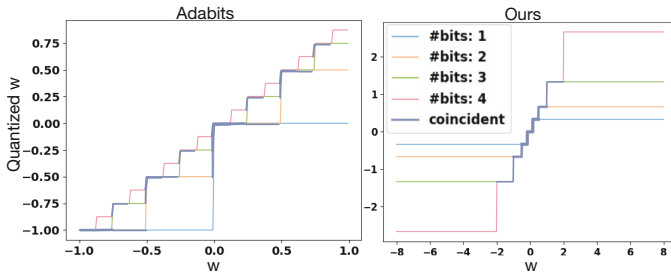 Adabits
Quantized w
0.75
0.50
0.25
0.00
-0.25
-0.50
-0.75
-1.00
-1.0 -0.5 0.0 0.5 1.0
w
Ours
#bits: 1
#bits: 2
#bits: 3
#bits: 4
coincident
2
1
0
-1
-2
-8 -6 -4 -2 0 2 4 6 8
w